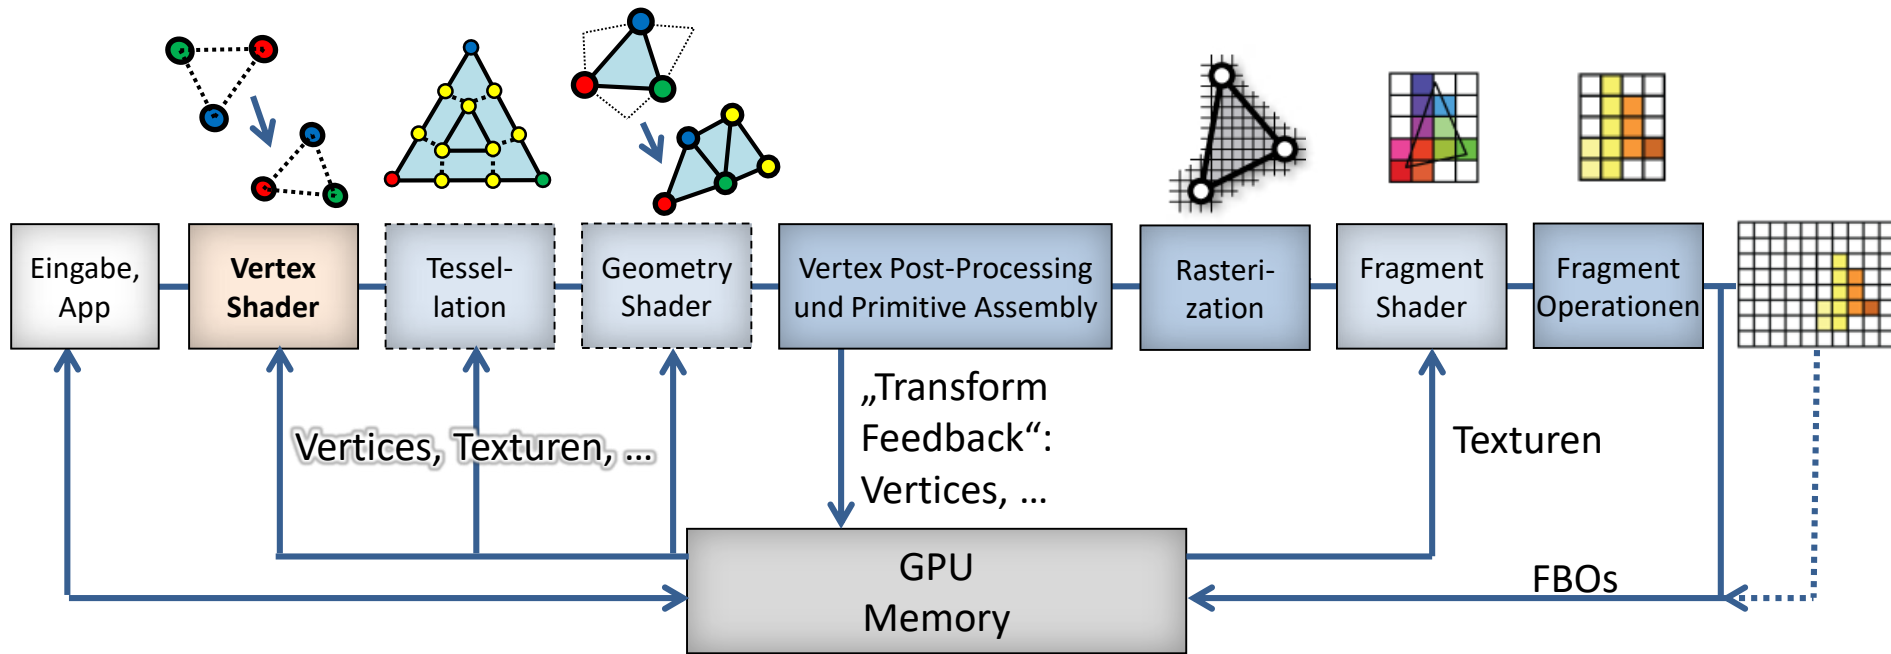 Eingabe,
App
Vertex
Shader
Tessel-
lation
Geometry
Shader
Vertex Post-Processing
und Primitive Assembly
Rasteri-
zation
Fragment
Shader
Fragment
Operationen
Vertices, Texturen, ...
„Transform
Feedback“:
Vertices, ...
Texturen
GPU
Memory
FBOs